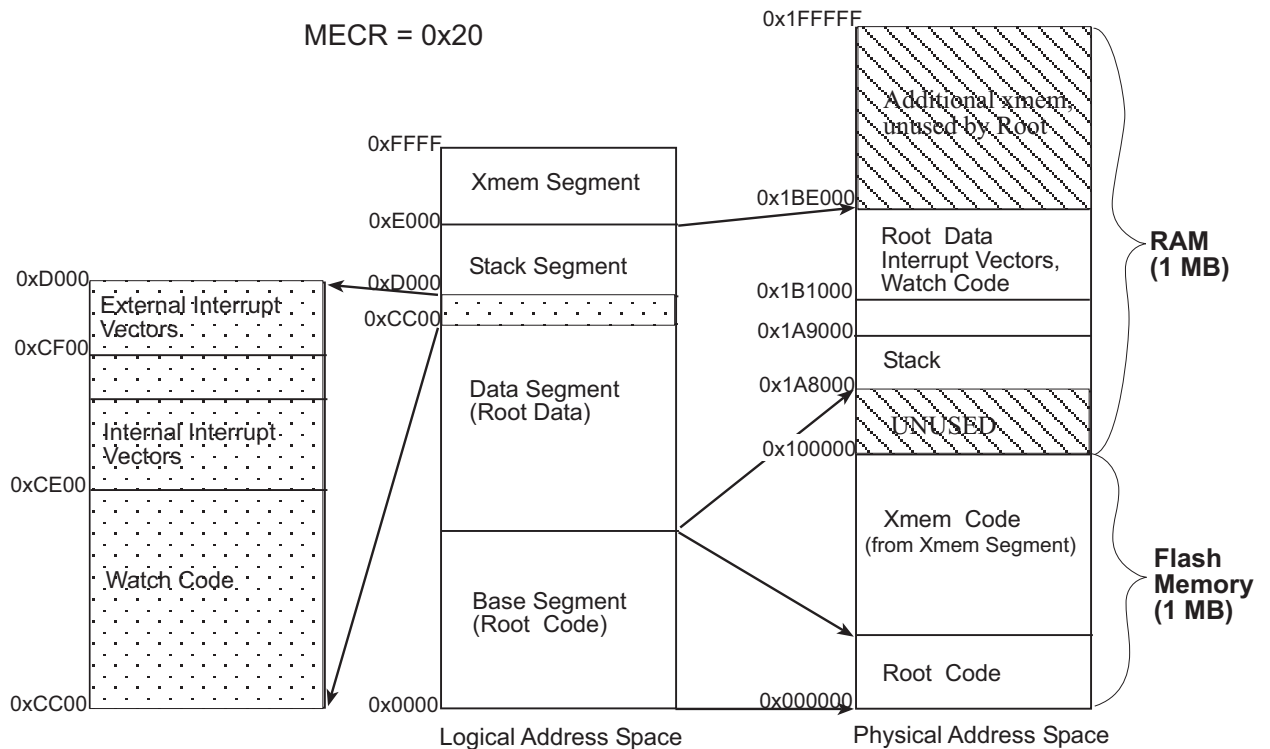 MECR = 0x20
0xD000
External Interrupt
Vectors
0xCF00
Internal Interrupt
Vectors
0xCE00
Watch Code
0xCC00
0xFFFF
Xmem Segment
0xE000
Stack Segment
0xD000
0xCC00
Data Segment
(Root Data)
Base Segment
(Root Code)
0x0000
Logical Address Space
0x1FFFFF
Additional xmem,
unused by Root
0x1BE000
Root Data
Interrupt Vectors,
Watch Code
0x1B1000
0x1A9000
Stack
0x1A8000
UNUSED
0x100000
Xmem Code
(from Xmem Segment)
Root Code
0x000000
Physical Address Space
RAM
(1 MB)
Flash
Memory
(1 MB)